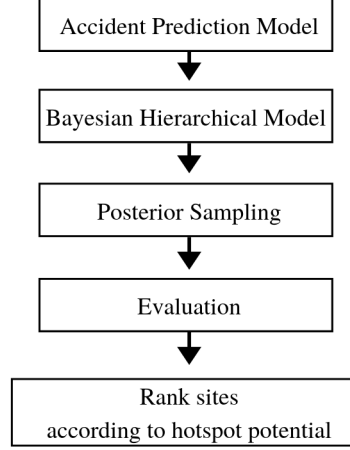 Accident Prediction Model
Bayesian Hierarchical Model
Posterior Sampling
Evaluation
Rank sites
according to hotspot potential